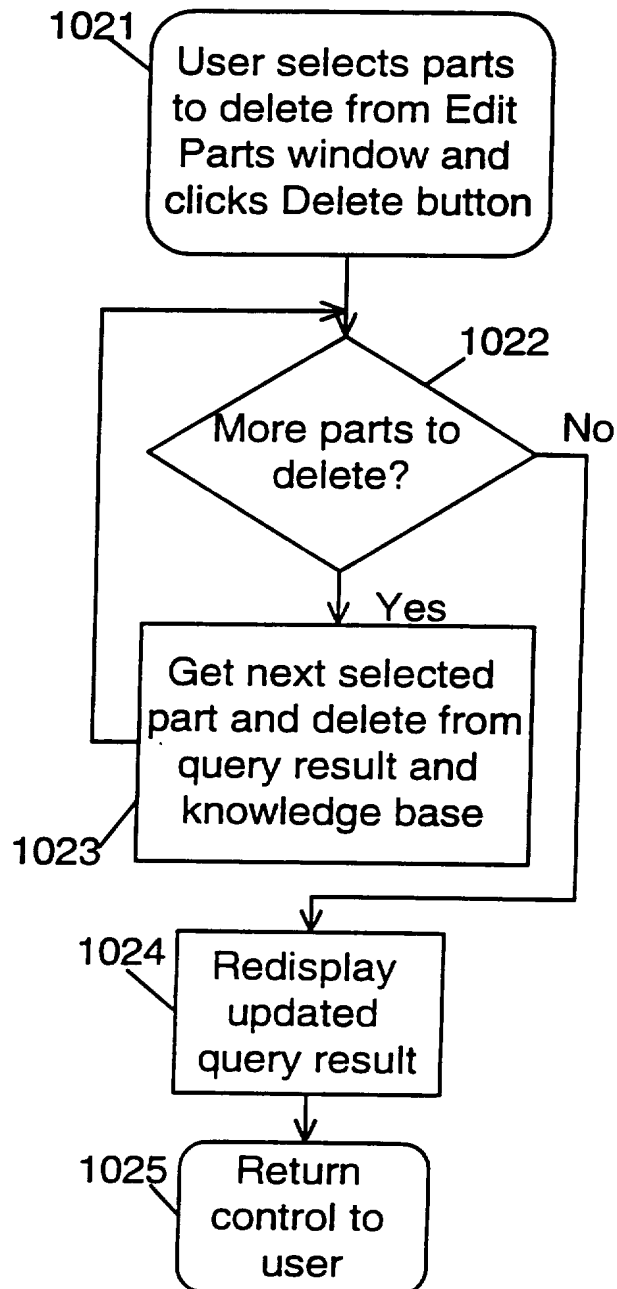 1021
User selects parts
to delete from Edit
Parts window and
clicks Delete button
1022
More parts to
delete?
No
Yes
Get next selected
part and delete from
query result and
knowledge base
1023
1024
Redisplay
updated
query result
1025
Return
control to
user